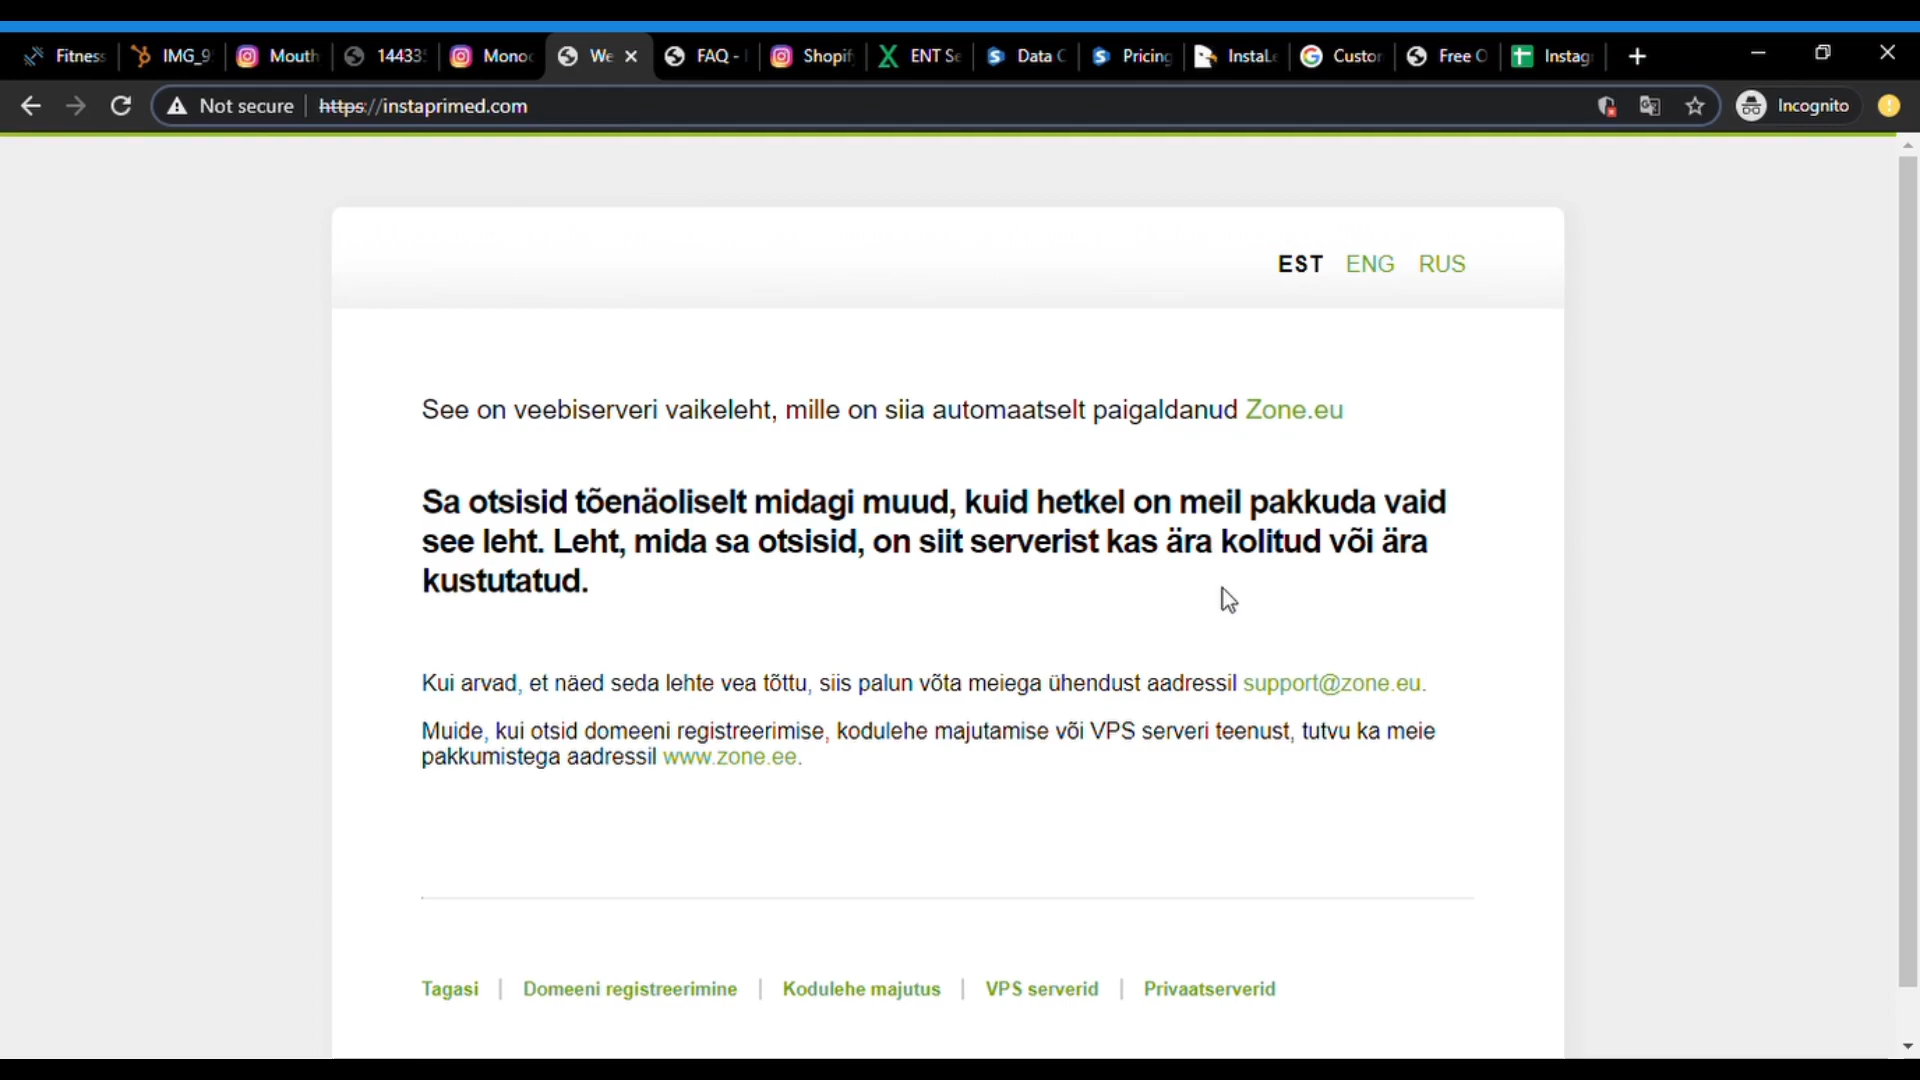 Fitness IMG_9 Mouth 1443 Mono We FAQ - Shopif ENT Se Data C Pricing InstaLe Custor Free O Instag
Not secure https://instaprimed.com Incognito
EST ENG RUS
See on veebiserveri vaikeleht, mille on siia automaatselt paigaldanud Zone.eu
Sa otsisid tõenäoliselt midagi muud, kuid hetkel on meil pakkuda vaid
see leht. Leht, mida sa otsisid, on siit serverist kas ära kolitud või ära
kustutatud.
Kui arvad, et näed seda lehte vea tõttu, siis palun võta meiega ühendust aadressil support@zone.eu.
Muide, kui otsid domeeni registreerimise, kodulehe majutamise või VPS serveri teenust, tutvu ka meie
pakkumistega aadressil www.zone.ee.
Tagasi | Domeeni registreerimine | Kodulehe majutus | VPS serverid | Privaatserverid